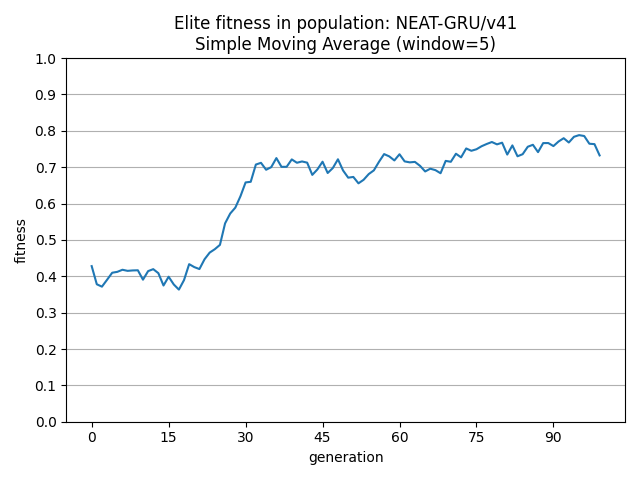 Elite fitness in population: NEAT-GRU/v41
Simple Moving Average (window=5)
1.0
0.9
0.8
0.7
0.6
0.5
0.4
0.3
0.2
0.1
0.0
fitness
0 15 30 45 60 75 90
generation